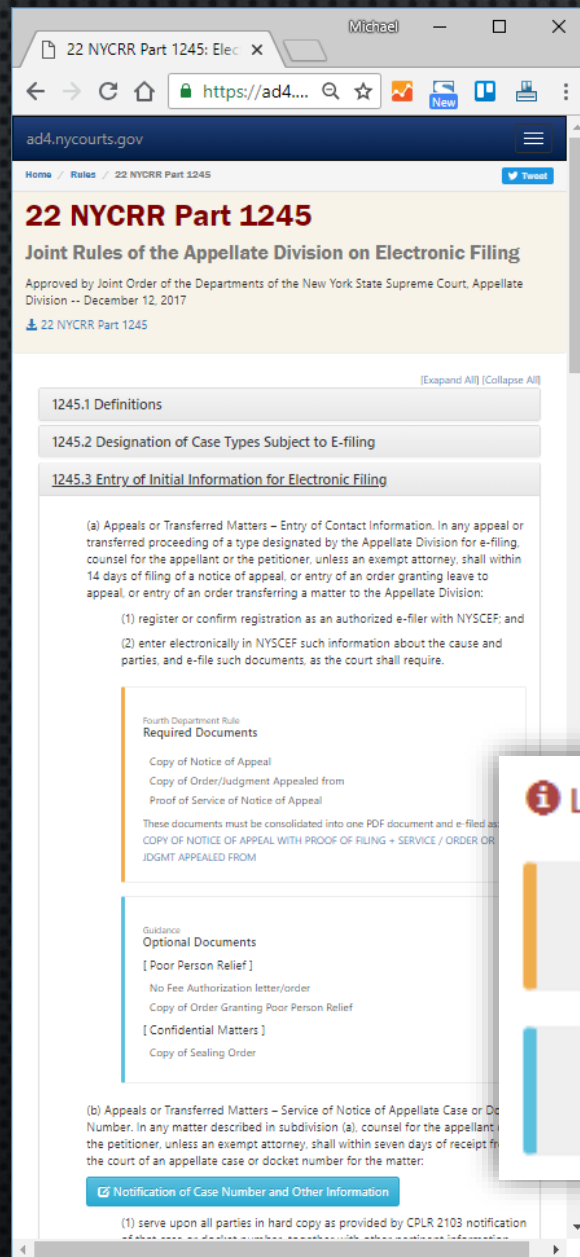 Michael
22 NYCRR Part 1245: Elec
https://ad4....
New
ad4.nycourts.gov
Home / Rules / 22 NYCRR Part 1245
Tweet
22 NYCRR Part 1245
Joint Rules of the Appellate Division on Electronic Filing
Approved by Joint Order of the Departments of the New York State Supreme Court, Appellate
Division -- December 12, 2017
22 NYCRR Part 1245
[Exapand All] [Collapse All]
1245.1 Definitions
1245.2 Designation of Case Types Subject to E-filing
1245.3 Entry of Initial Information for Electronic Filing
(a) Appeals or Transferred Matters – Entry of Contact Information. In any appeal or
transferred proceeding of a type designated by the Appellate Division for e-filing,
counsel for the appellant or the petitioner, unless an exempt attorney, shall within
14 days of filing of a notice of appeal, or entry of an order granting leave to
appeal, or entry of an order transferring a matter to the Appellate Division:
(1) register or confirm registration as an authorized e-filer with NYSCEF; and
(2) enter electronically in NYSCEF such information about the cause and
parties, and e-file such documents, as the court shall require.
Fourth Department Rule
Required Documents
Copy of Notice of Appeal
Copy of Order/Judgment Appealed from
Proof of Service of Notice of Appeal
These documents must be consolidated into one PDF document and e-filed as:
COPY OF NOTICE OF APPEAL WITH PROOF OF FILING + SERVICE / ORDER OR
JDGMT APPEALED FROM
Guidance
Optional Documents
[ Poor Person Relief ]
No Fee Authorization letter/order
Copy of Order Granting Poor Person Relief
[ Confidential Matters ]
Copy of Sealing Order
(b) Appeals or Transferred Matters – Service of Notice of Appellate Case or Do
Number. In any matter described in subdivision (a), counsel for the appellant
the petitioner, unless an exempt attorney, shall within seven days of receipt fr
the court of an appellate case or docket number for the matter:
Notification of Case Number and Other Information
(1) serve upon all parties in hard copy as provided by CPLR 2103 notification
of that case or docket number, together with other pertinent information